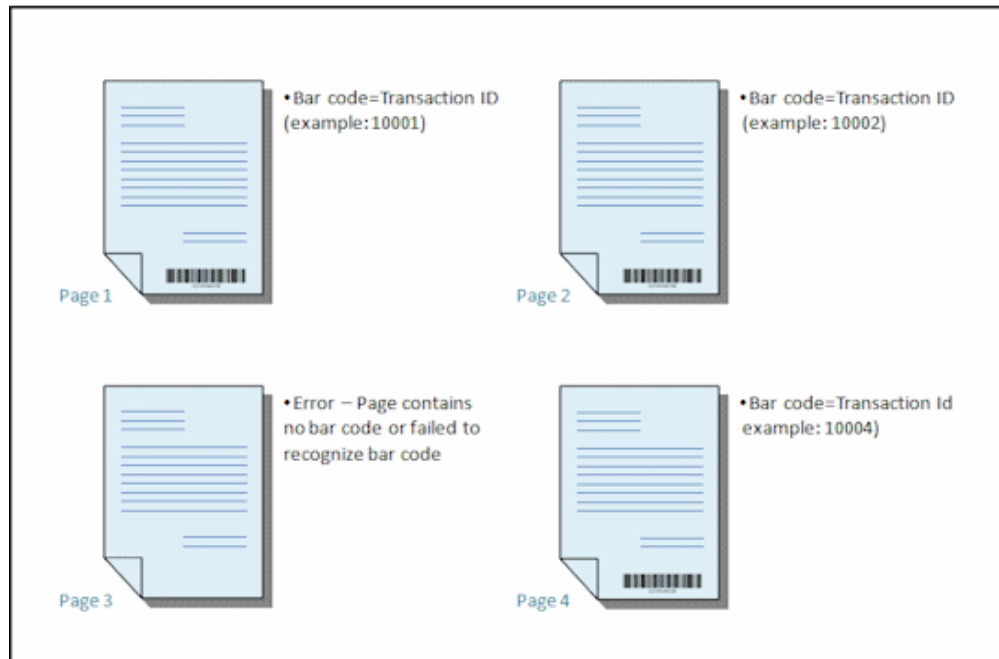 •Bar code=Transaction ID
(example: 10001)
Page 1
•Bar code=Transaction ID
(example: 10002)
Page 2
•Error – Page contains
no bar code or failed to
recognize bar code
Page 3
•Bar code=Transaction Id
example: 10004)
Page 4